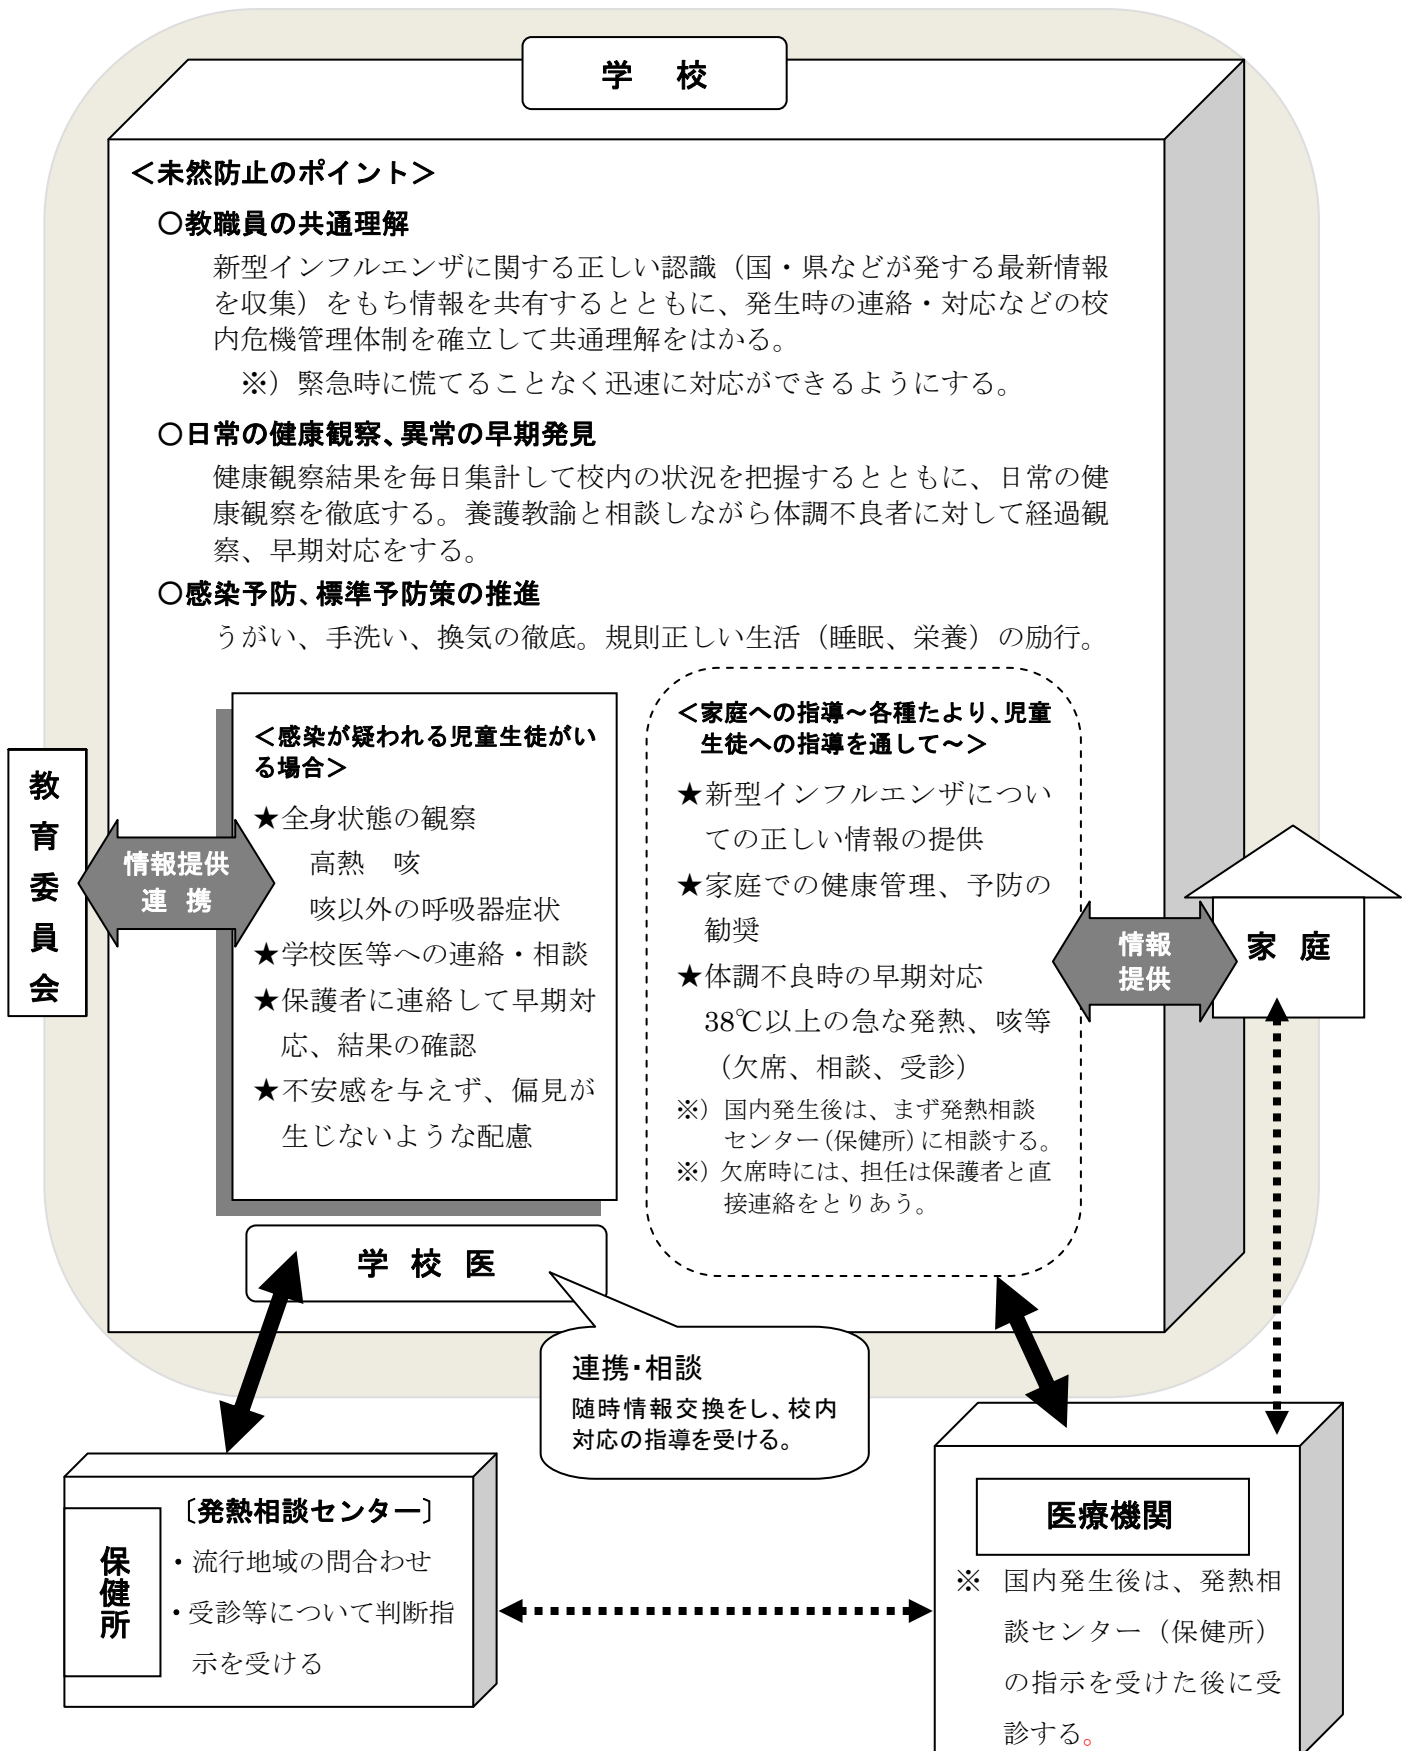 学 校
＜未然防止のポイント＞
○教職員の共通理解
新型インフルエンザに関する正しい認識（国・県などが発する最新情報
を収集）をもち情報を共有するとともに、発生時の連絡・対応などの校
内危機管理体制を確立して共通理解をはかる。
※）緊急時に慌てることなく迅速に対応ができるようにする。
○日常の健康観察、異常の早期発見
健康観察結果を毎日集計して校内の状況を把握するとともに、日常の健
康観察を徹底する。養護教諭と相談しながら体調不良者に対して経過観
察、早期対応をする。
○感染予防、標準予防策の推進
うがい、手洗い、換気の徹底。規則正しい生活（睡眠、栄養）の励行。
教育委員会
情報提供
連 携
＜感染が疑われる児童生徒がい
る場合＞
★全身状態の観察
高熱 咳
咳以外の呼吸器症状
★学校医等への連絡・相談
★保護者に連絡して早期対
応、結果の確認
★不安感を与えず、偏見が
生じないような配慮
＜家庭への指導～各種たより、児童
生徒への指導を通して～＞
★新型インフルエンザについ
ての正しい情報の提供
★家庭での健康管理、予防の
勧奨
★体調不良時の早期対応
38℃以上の急な発熱、咳等
（欠席、相談、受診）
※）国内発生後は、まず発熱相談
センター（保健所）に相談する。
※）欠席時には、担任は保護者と直
接連絡をとりあう。
情報
提供
家 庭
学 校 医
連携・相談
随時情報交換をし、校内
対応の指導を受ける。
保健所
〔発熱相談センター〕
・流行地域の問合わせ
・受診等について判断指
示を受ける
医療機関
※ 国内発生後は、発熱相
談センター（保健所）
の指示を受けた後に受
診する。